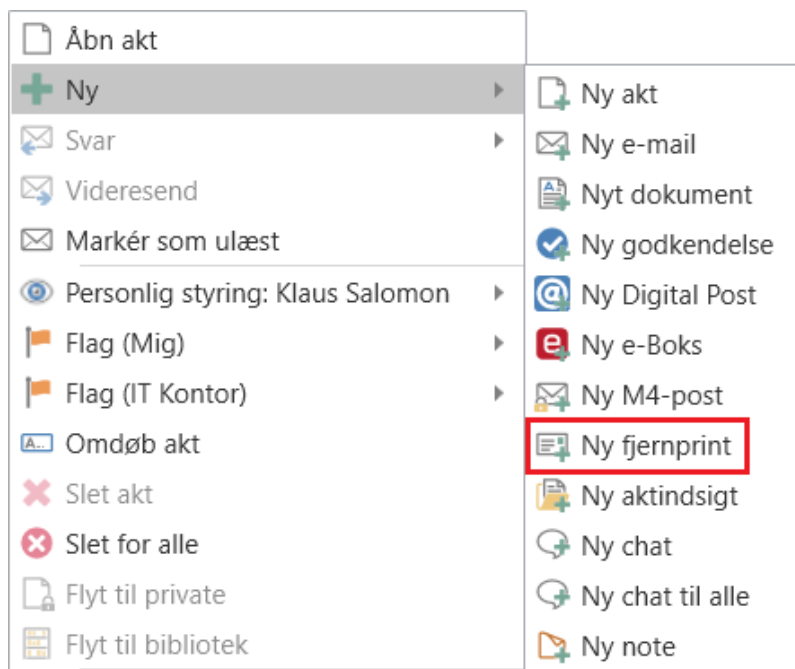 Åbn akt
Ny
Svar
Videresend
Markér som ulæst
Personlig styring: Klaus Salomon
Flag (Mig)
Flag (IT Kontor)
Omdøb akt
Slet akt
Slet for alle
Flyt til private
Flyt til bibliotek
Ny akt
Ny e-mail
Nyt dokument
Ny godkendelse
Ny Digital Post
Ny e-Boks
Ny M4-post
Ny fjernprint
Ny aktindsigt
Ny chat
Ny chat til alle
Ny note